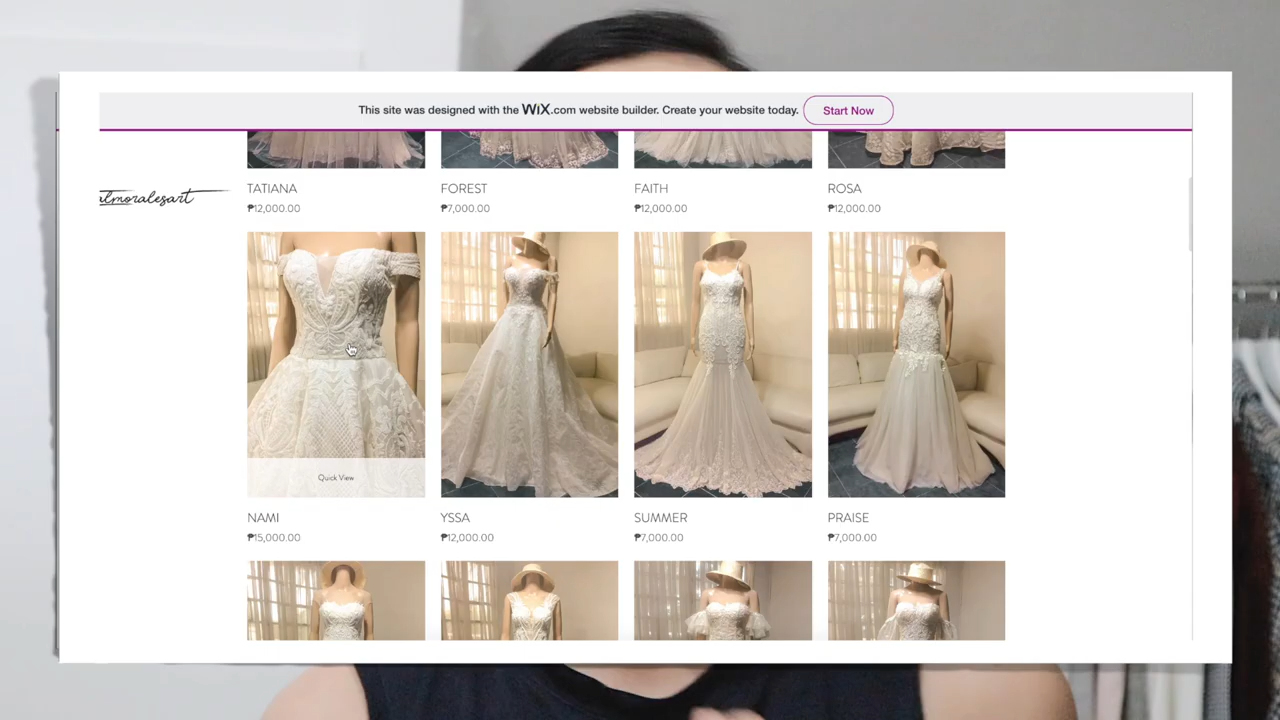 This site was designed with the WiX.com website builder. Create your website today. Start Now
TATIANA FOREST FAITH ROSA
₱12,000.00 ₱7,000.00 ₱12,000.00 ₱12,000.00
almoralesart
Quick View
NAMI YSSA SUMMER PRAISE
₱15,000.00 ₱12,000.00 ₱7,000.00 ₱7,000.00